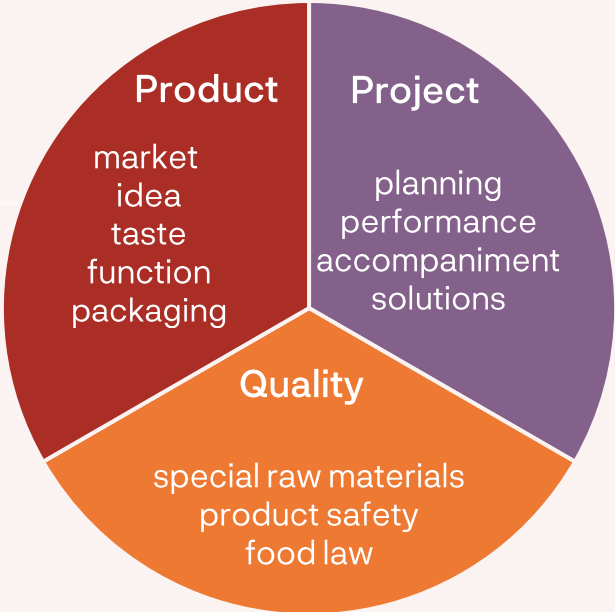 Product
market
idea
taste
function
packaging
Project
planning
performance
accompaniment
solutions
Quality
special raw materials
product safety
food law